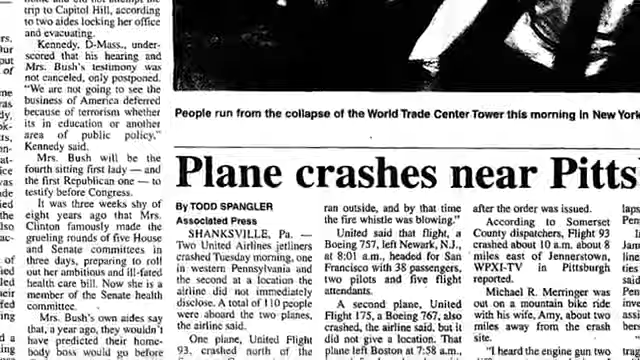 trip to Capitol Hill, according
to two aides locking her office
and evacuating.
Kennedy, D-Mass., under-
scored that his hearing and
Mrs. Bush's testimony was
not canceled, only postponed.
"We are not going to see the
business of America deferred
because of terrorism whether
its in education or another
area of public policy,"
Kennedy said.
Mrs. Bush will be the
fourth sitting first lady — and
the first Republican one — to
testify before Congress.
It was three weeks shy of
eight years ago that Mrs.
Clinton famously made the
grueling rounds of five House
and Senate committees in
three days, preparing to roll
out her ambitious and ill-fated
health care bill. Now she is a
member of the Senate health
committee.
Mrs. Bush's own aides say
that, a year ago, they wouldn't
have predicted their home-
body boss would go before
People run from the collapse of the World Trade Center Tower this morning in New York
Plane crashes near Pitts
By TODD SPANGLER
Associated Press
SHANKSVILLE, Pa. —
Two United Airlines jetliners
crashed Tuesday morning, one
in western Pennsylvania and
the second at a location the
airline did not immediately
disclose. A total of 110 people
were aboard the two planes,
the airline said.
One plane, United Flight
93, crashed north of the
ran outside, and by that time
the fire whistle was blowing."
United said that flight, a
Boeing 757, left Newark, N.J.,
at 8:01 a.m., headed for San
Francisco with 38 passengers,
two pilots and five flight
attendants.
A second plane, United
Flight 175, a Boeing 767, also
crashed, the airline said, but it
did not give a location. That
plane left Boston at 7:58 a.m.,
after the order was issued.
According to Somerset
County dispatchers, Flight 93
crashed about 10 a.m. about 8
miles east of Jennerstown,
WPXI-TV in Pittsburgh
reported.
Michael R. Merringer was
out on a mountain bike ride
with his wife, Amy, about two
miles away from the crash
site.
"I heard the engine gun two